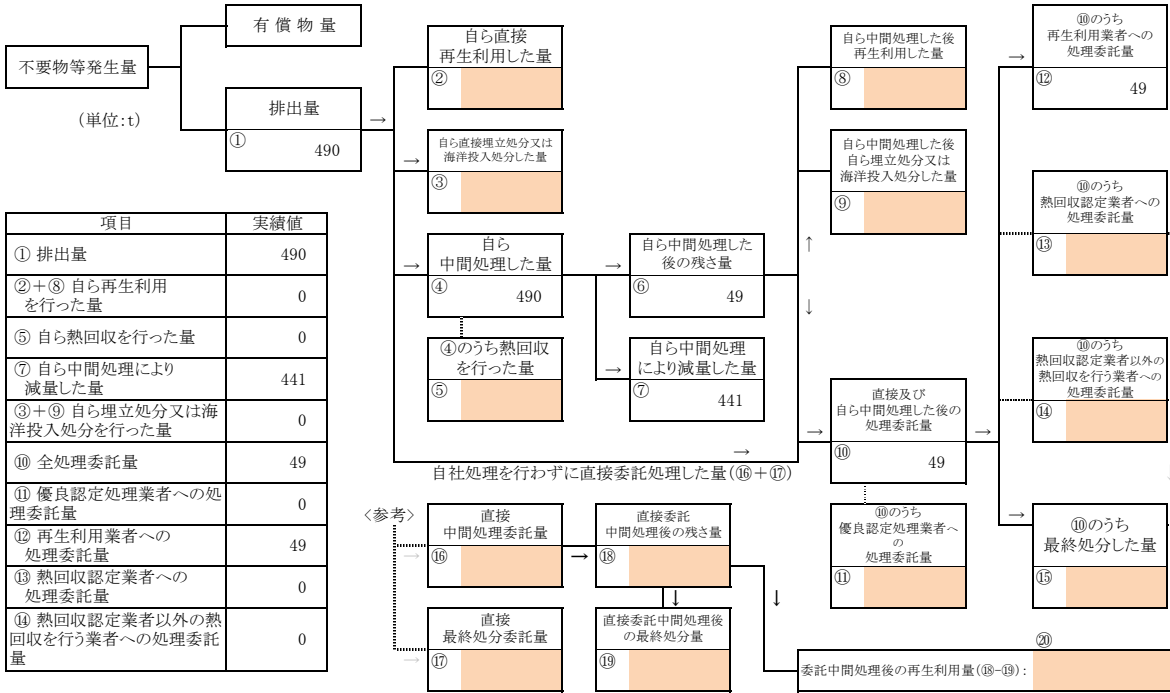 有 償 物 量
不要物等発生量
(単位:t)
排出量
→
①
490
自ら直接
再生利用した量
②
→
自ら直接埋立処分又は
海洋投入処分した量
③
→
自ら
中間処理した量
④
490
④のうち熱回収
を行った量
⑤
→
自ら中間処理した
後の残さ量
⑥
49
→
自ら中間処理
により減量した量
⑦
441
自ら中間処理した後
再生利用した量
⑧
自ら中間処理した後
自ら埋立処分又は
海洋投入処分した量
⑨
↑
↓
→
自社処理を行わずに直接委託処理した量(⑯+⑰)
→
直接及び
自ら中間処理した後の
処理委託量
⑩
49
→
⑩のうち
優良認定処理業者へ
の
処理委託量
⑪
→
⑩のうち
再生利用業者への
処理委託量
⑫
49
⑩のうち
熱回収認定業者への
処理委託量
⑬
⑩のうち
熱回収認定業者以外の
熱回収を行う業者への
処理委託量
⑭
→
⑩のうち
最終処分した量
⑮
〈参考〉
→
直接
中間処理委託量
⑯
→
直接委託
中間処理後の残さ量
⑱
→
直接
最終処分委託量
⑰
↓
直接委託中間処理後
の最終処分量
⑲
↓
⑳
委託中間処理後の再生利用量(⑱-⑲):
項目 実績値
① 排出量 490
②+⑧ 自ら再生利用
を行った量 0
⑤ 自ら熱回収を行った量 0
⑦ 自ら中間処理により
減量した量 441
③+⑨ 自ら埋立処分又は海
洋投入処分を行った量 0
⑩ 全処理委託量 49
⑪ 優良認定処理業者への処
理委託量 0
⑫ 再生利用業者への
処理委託量 49
⑬ 熱回収認定業者への
処理委託量 0
⑭ 熱回収認定業者以外の熱
回収を行う業者への処理委託
量 0